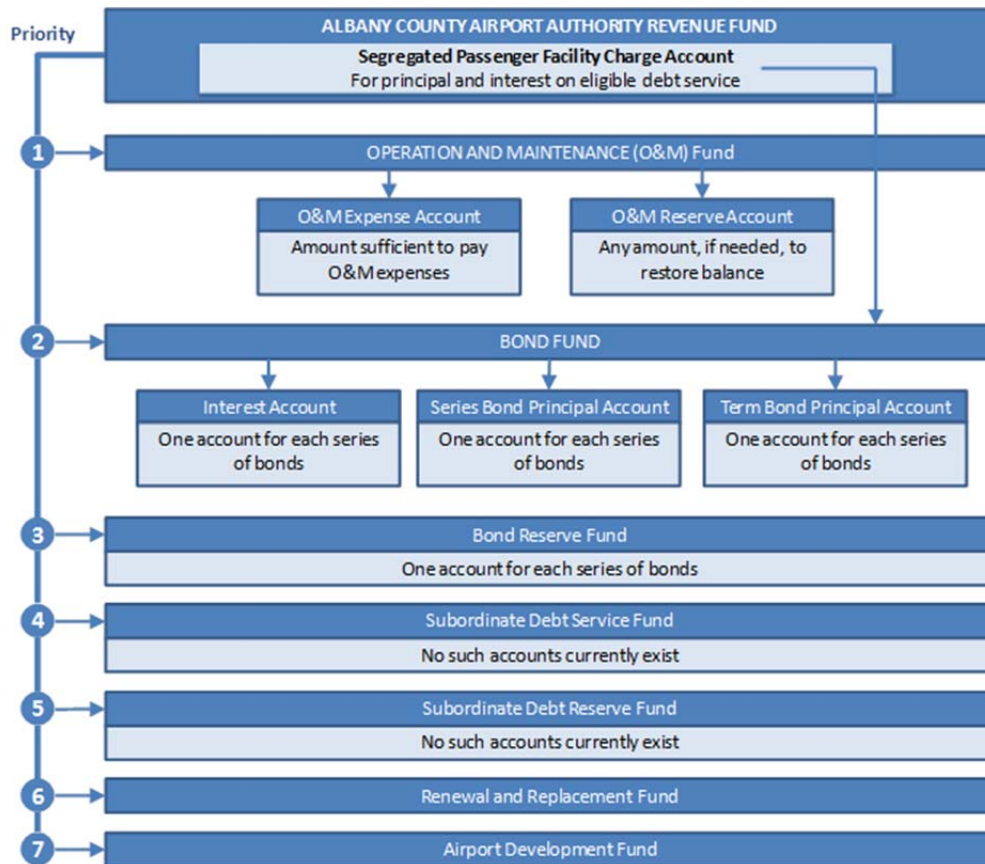 Priority
ALBANY COUNTY AIRPORT AUTHORITY REVENUE FUND
Segregated Passenger Facility Charge Account
For principal and interest on eligible debt service
1
OPERATION AND MAINTENANCE (O&M) Fund
O&M Expense Account
Amount sufficient to pay
O&M expenses
O&M Reserve Account
Any amount, if needed, to
restore balance
2
BOND FUND
Interest Account
One account for each series
of bonds
Series Bond Principal Account
One account for each series
of bonds
Term Bond Principal Account
One account for each series
of bonds
3
Bond Reserve Fund
One account for each series of bonds
4
Subordinate Debt Service Fund
No such accounts currently exist
5
Subordinate Debt Reserve Fund
No such accounts currently exist
6
Renewal and Replacement Fund
7
Airport Development Fund